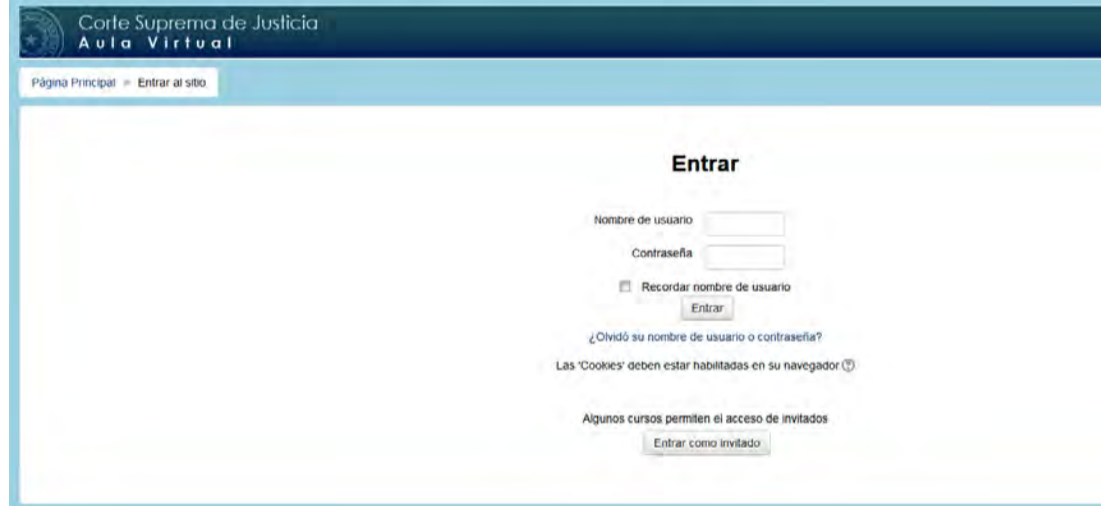 Corte Suprema de Justicia
Aula Virtual
Página Principal » Entrar al sitio
Entrar
Nombre de usuario
Contraseña
Recordar nombre de usuario
Entrar
¿Olvidó su nombre de usuario o contraseña?
Las 'Cookies' deben estar habilitadas en su navegador
Algunos cursos permiten el acceso de invitados
Entrar como invitado